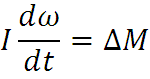 I dω/dt = ΔM